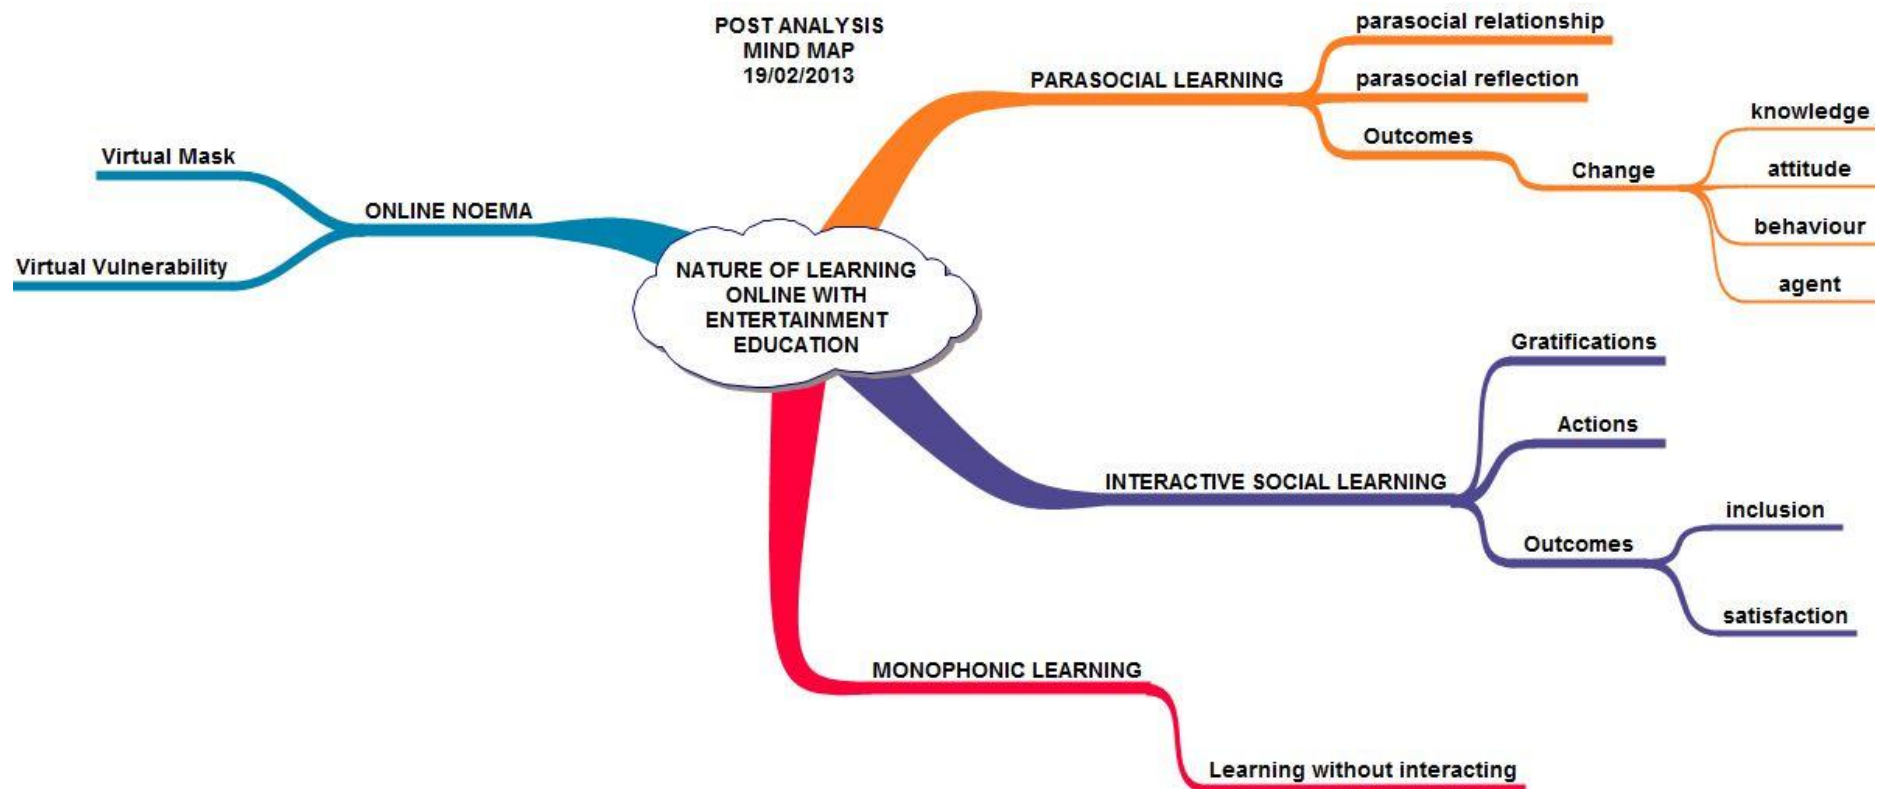 POST ANALYSIS
MIND MAP
19/02/2013
parasocial relationship
PARASOCIAL LEARNING
parasocial reflection
Outcomes
Change
knowledge
attitude
behaviour
agent
Virtual Mask
ONLINE NOEMA
Virtual Vulnerability
NATURE OF LEARNING
ONLINE WITH
ENTERTAINMENT
EDUCATION
Gratifications
Actions
INTERACTIVE SOCIAL LEARNING
Outcomes
inclusion
satisfaction
MONOPHONIC LEARNING
Learning without interacting